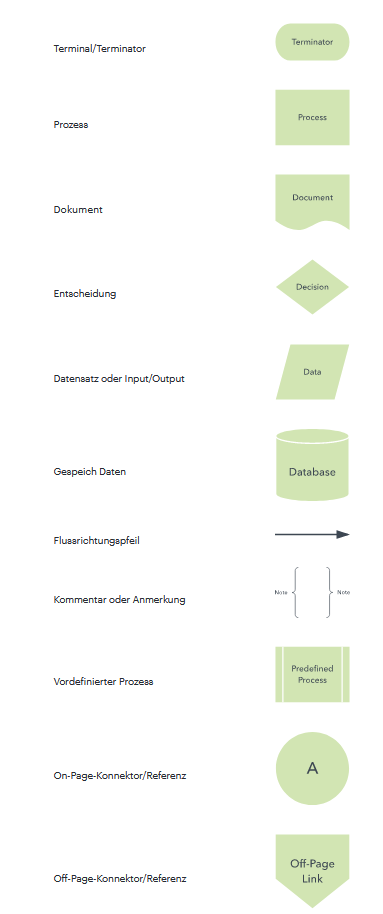 Terminal/Terminator
Terminator
Prozess
Process
Dokument
Document
Entscheidung
Decision
Datensatz oder Input/Output
Data
Gespeich Daten
Database
Flussrichtungspfeil
Kommentar oder Anmerkung
Note
Note
Vordefinierter Prozess
Predefined
Process
On-Page-Konnektor/Referenz
A
Off-Page-Konnektor/Referenz
Off-Page
Link